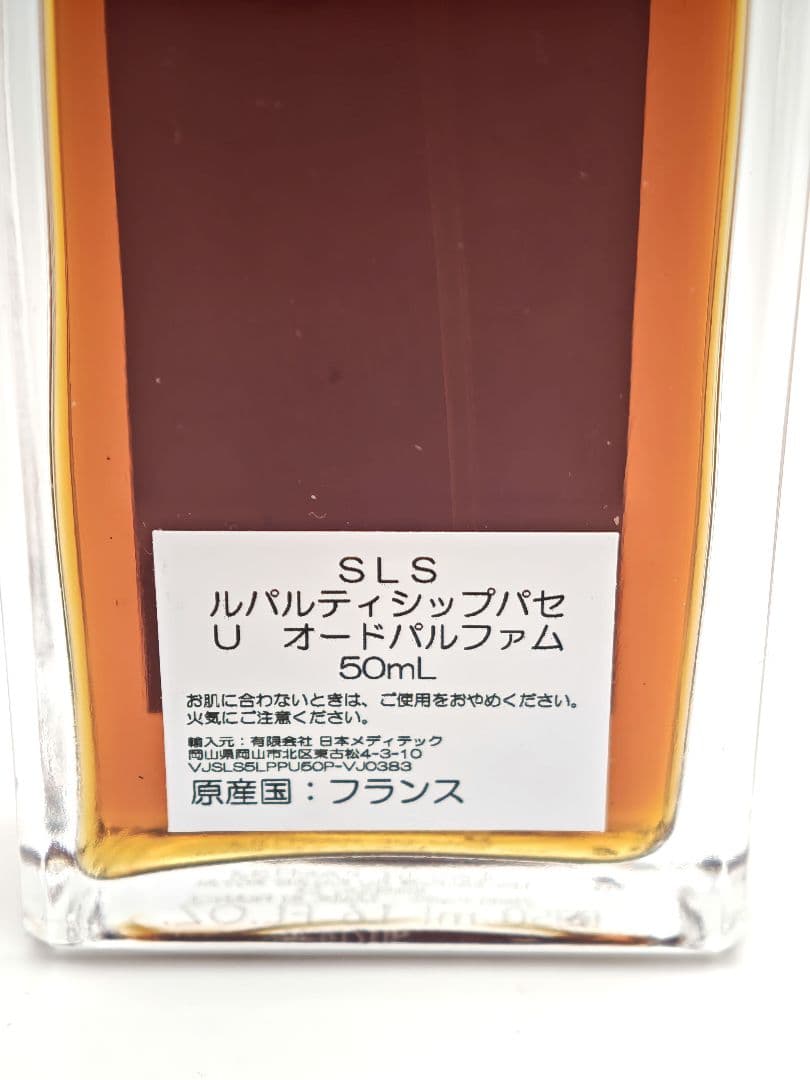 ＳＬＳ
ルパルティシップパセ
Ｕ　オードパルファム
50mL
お肌に合わないときは、ご使用をおやめください。
火気にご注意ください。
輸入元：有限会社 日本メディテック
岡山県岡山市北区東古松4-3-10
VJSLS5LPPU50P-VJ0383
原産国：フランス